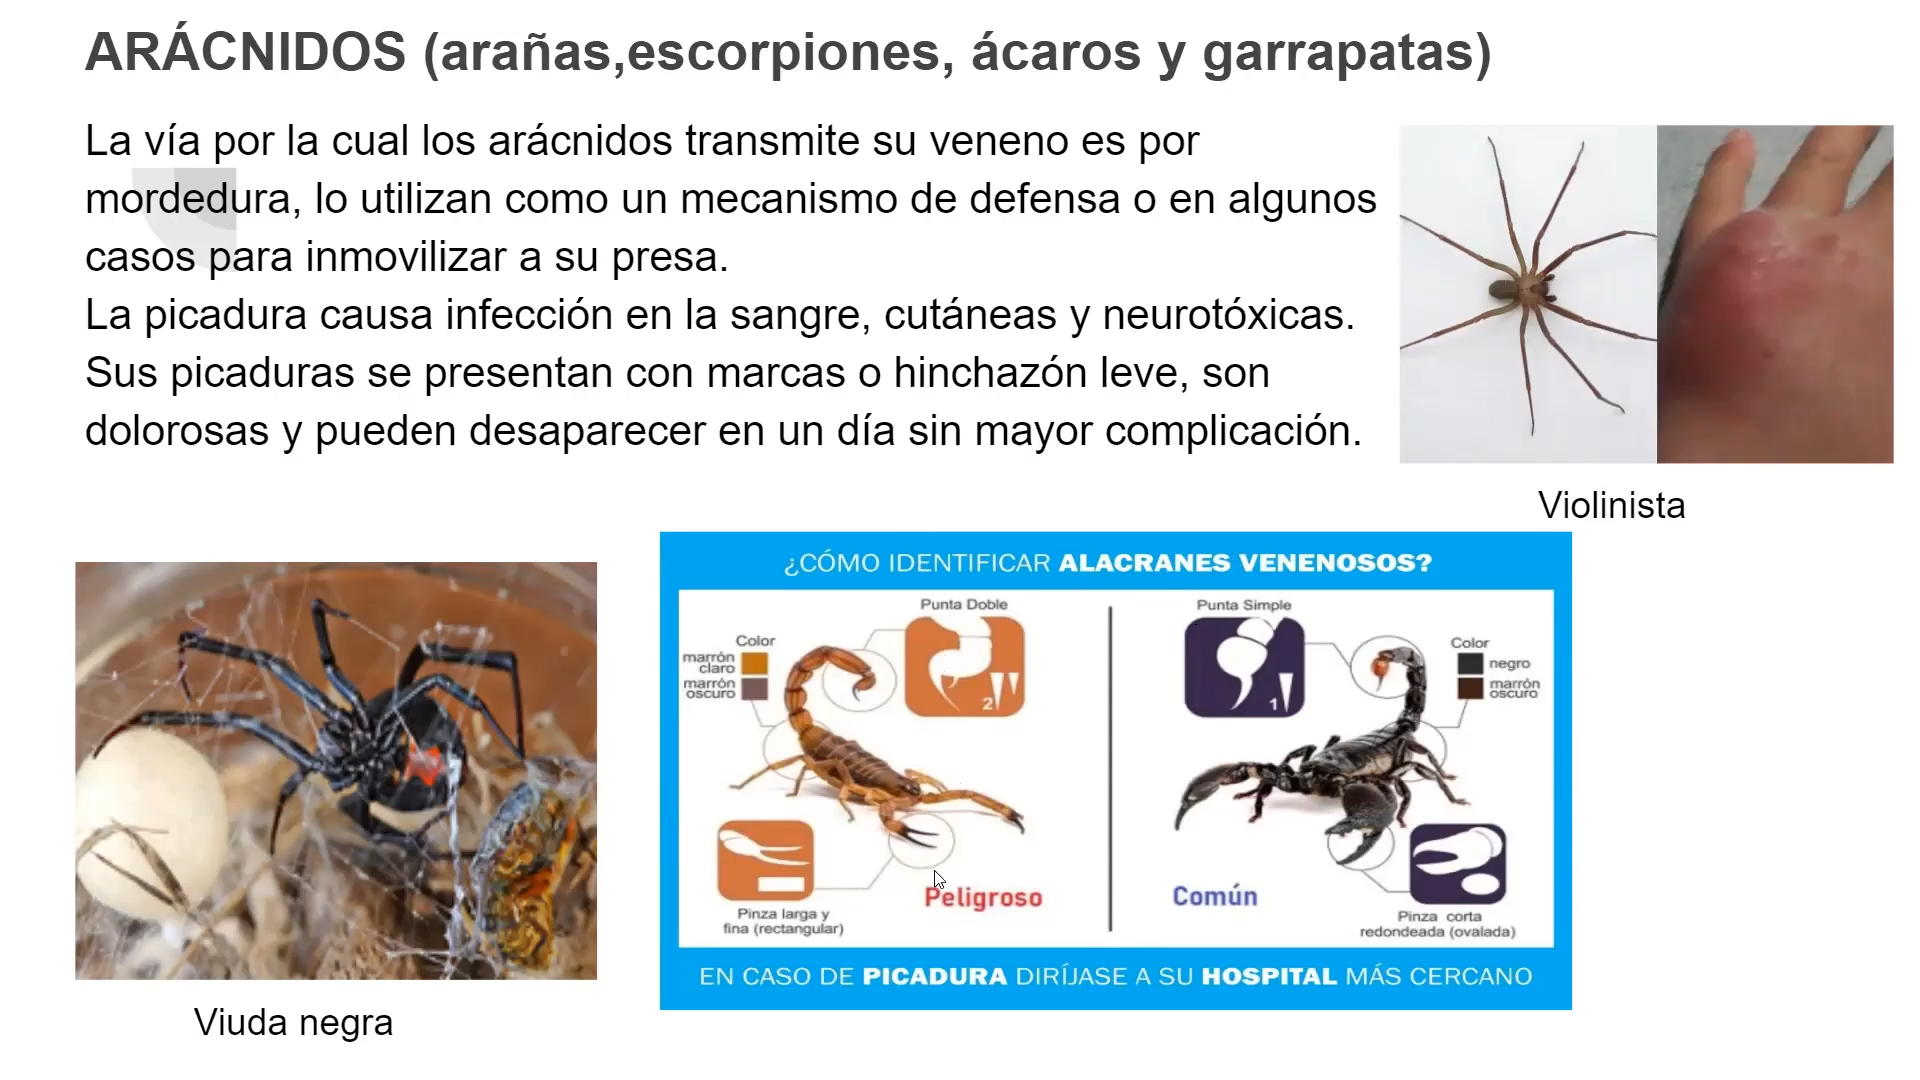 ARÁCNIDOS (arañas,escorpiones, ácaros y garrapatas)
La vía por la cual los arácnidos transmite su veneno es por
mordedura, lo utilizan como un mecanismo de defensa o en algunos
casos para inmovilizar a su presa.
La picadura causa infección en la sangre, cutáneas y neurotóxicas.
Sus picaduras se presentan con marcas o hinchazón leve, son
dolorosas y pueden desaparecer en un día sin mayor complicación.
Violinista
Viuda negra
¿CÓMO IDENTIFICAR ALACRANES VENENOSOS?
Punta Doble
Color
marrón
claro
marrón
oscuro
2
Pinza larga y
fina (rectangular)
Peligroso
Punta Simple
Color
negro
marrón
oscuro
1
Común
Pinza corta
redondeada (ovalada)
EN CASO DE PICADURA DIRÍJASE A SU HOSPITAL MÁS CERCANO